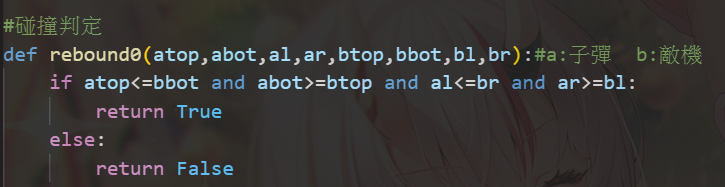 #碰撞判定
def rebound0(atop,abot,al,ar,btop,bbot,bl,br):#a:子彈  b:敵機
    if atop<=bbot and abot>=btop and al<=br and ar>=bl:
        return True
    else:
        return False